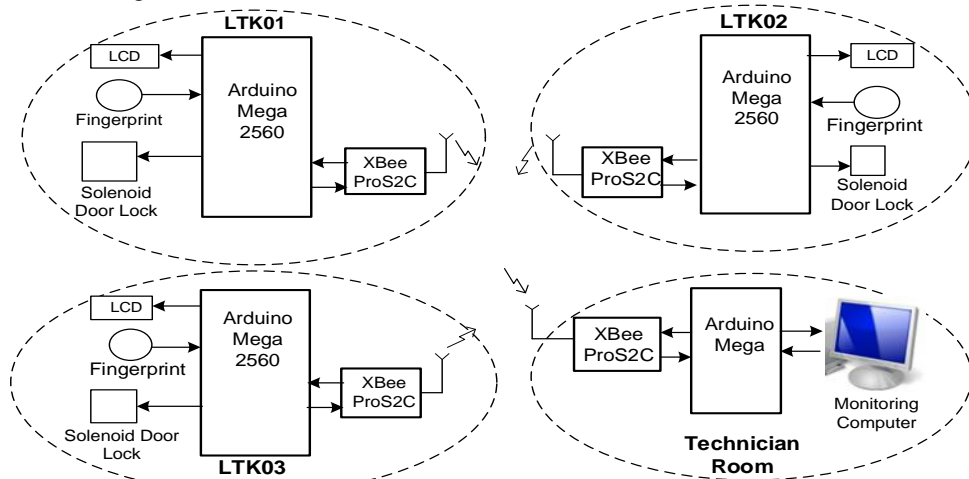 LTK01
LCD
Fingerprint
Solenoid
Door Lock
Arduino
Mega
2560
XBee
ProS2C
LTK02
Arduino
Mega
2560
LCD
Fingerprint
Solenoid
Door Lock
XBee
ProS2C
LCD
Fingerprint
Solenoid Door
Lock
Arduino
Mega
2560
XBee
ProS2C
LTK03
XBee
ProS2C
Arduino
Mega
Monitoring
Computer
Technician
Room